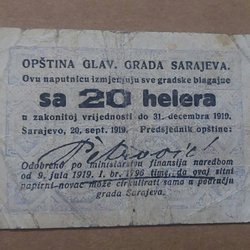 OPŠTINA GLAV. GRADA SARAJEVA.
Ovu naputnicu izmjenjuju sve gradske blagajne
sa 20 helera
u zakonitoj vrijednosti do 31. decembra 1919.
Sarajevo, 20. sept. 1919. Predsjednik opštine:
Odobreno po ministarstvu finansija naredbom
od 9. jula 1919. I. br. 1796 time, da ovaj sitni
papirni novac može cirkulirati samo u području
grada Sarajeva.